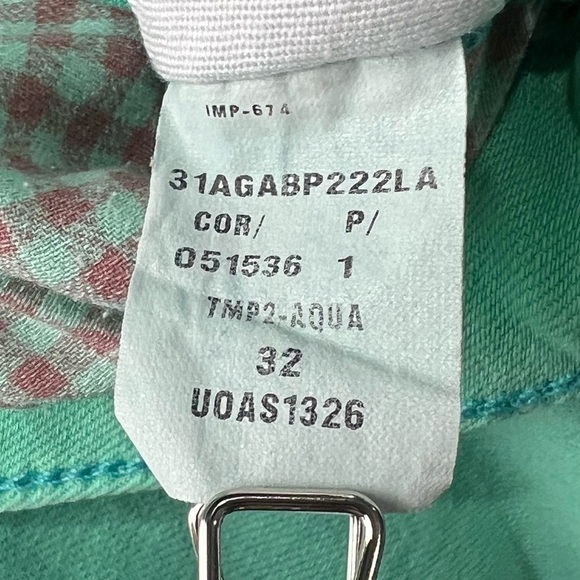 IMP-674
31AGABP222LA
COR/ P/
051536 1
TMP2-AQUA
32
UOAS1326